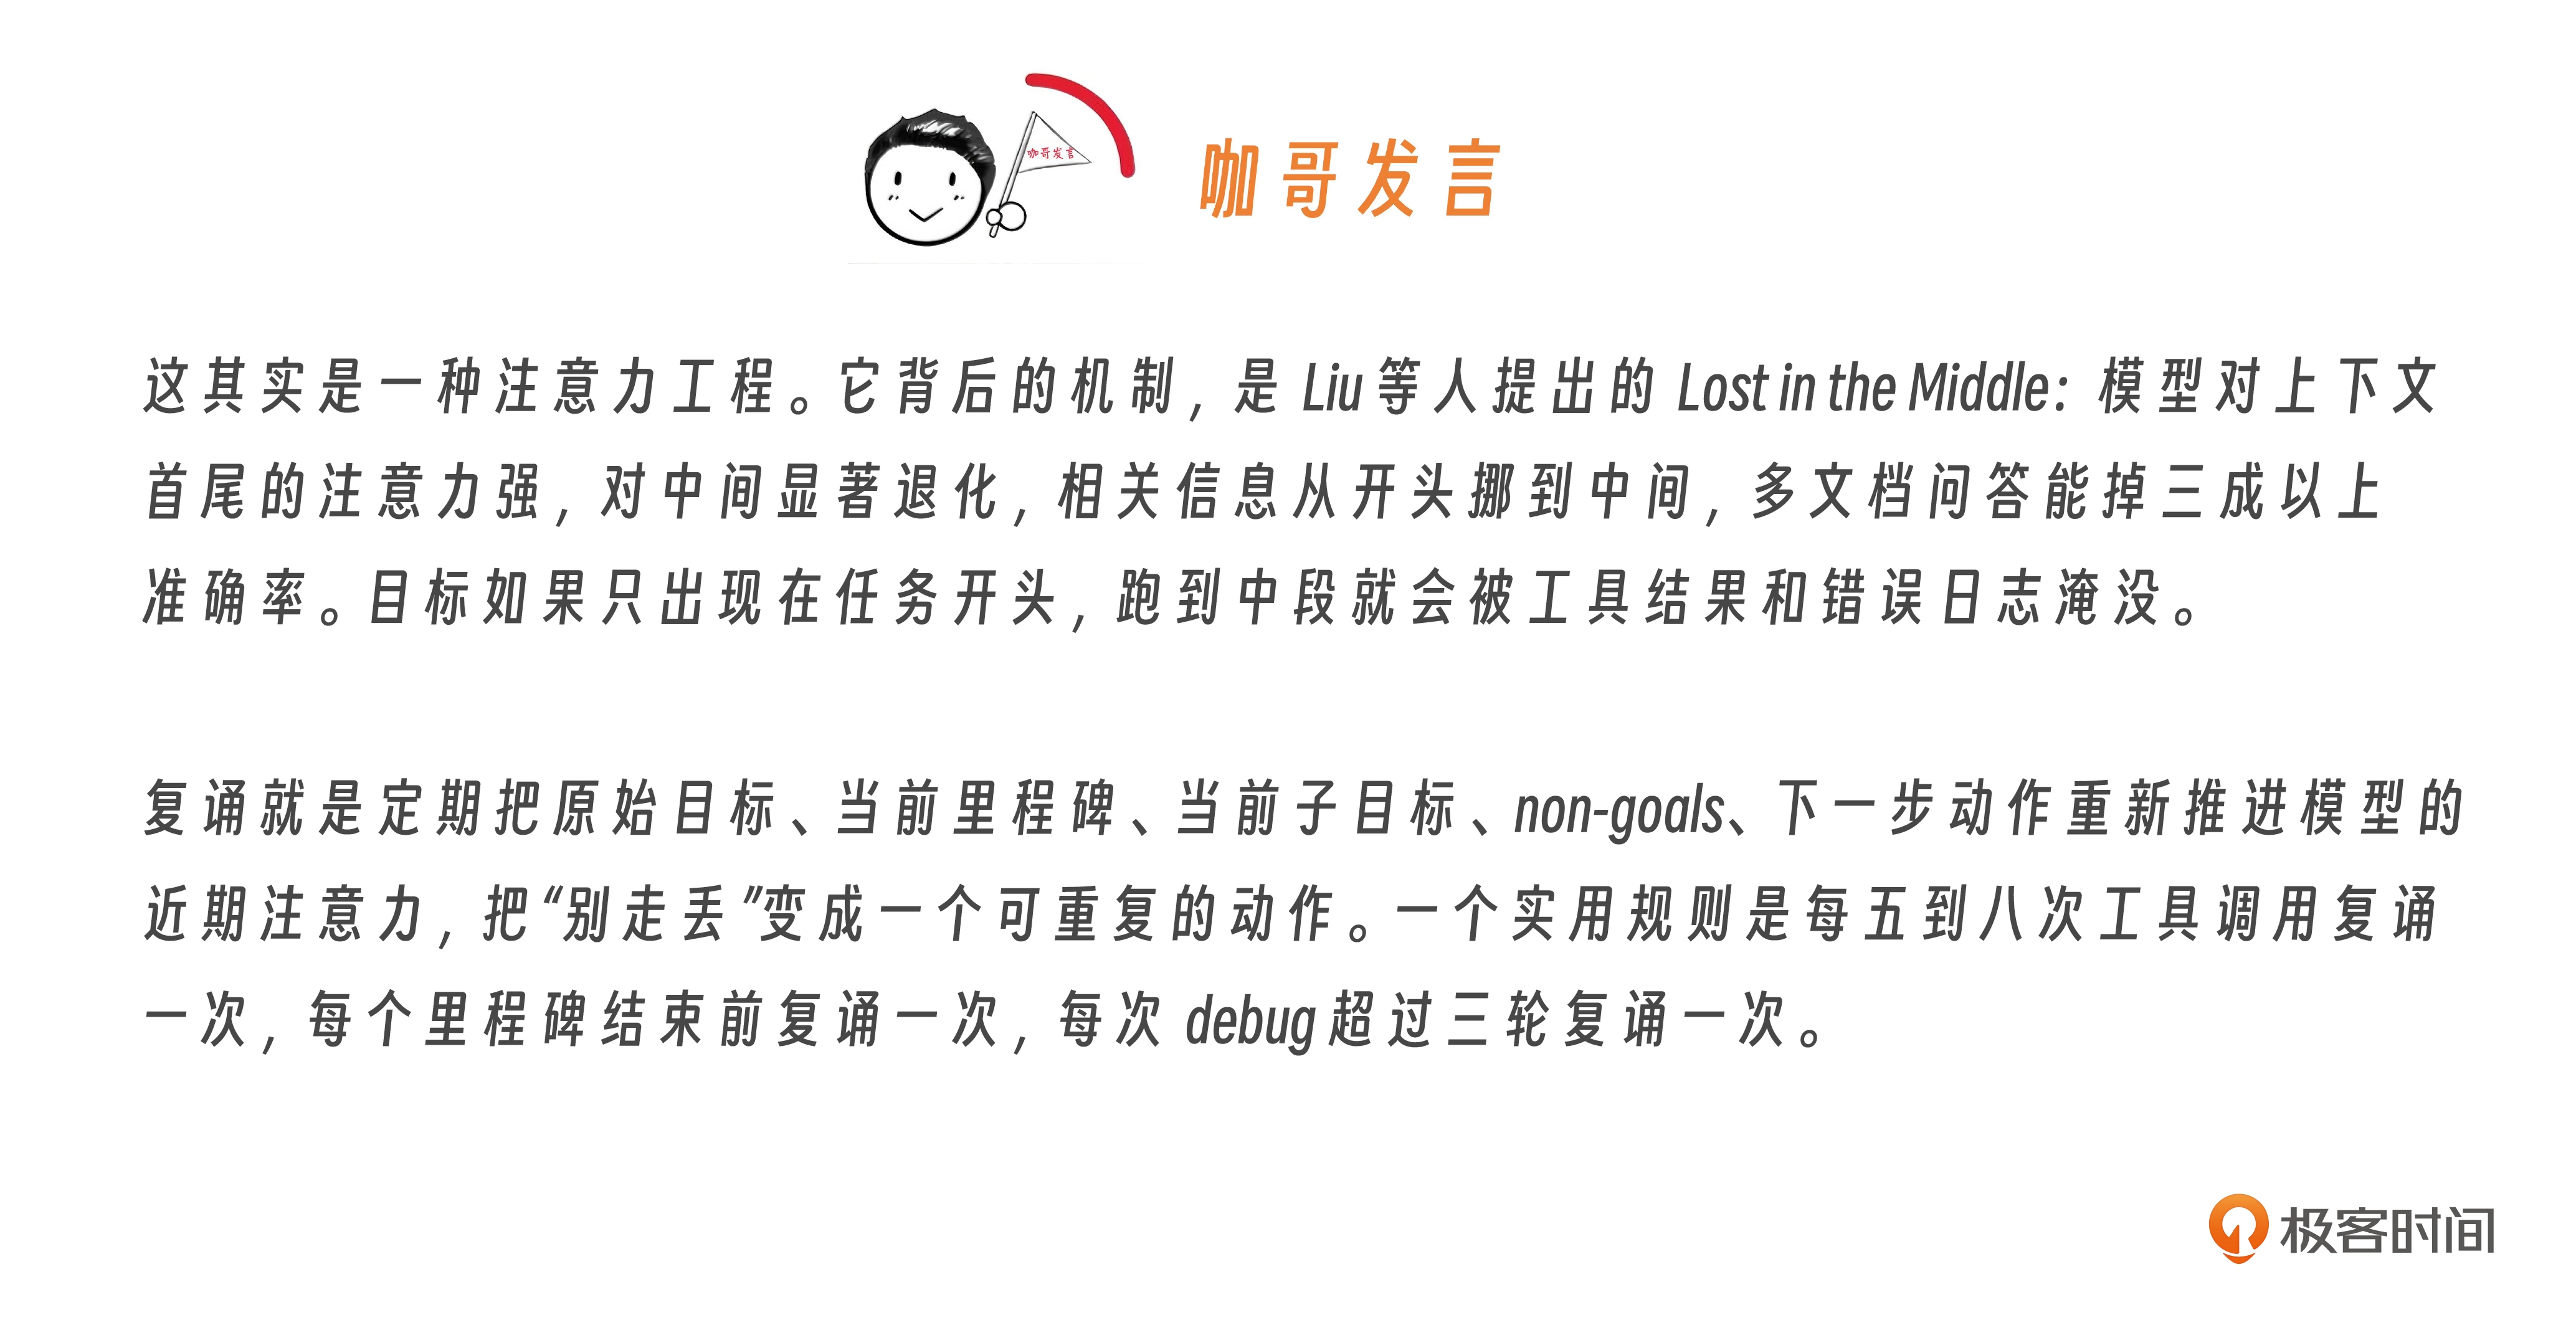 咖哥发言
咖哥发言
这其实是一种注意力工程。它背后的机制，是 Liu 等人提出的 Lost in the Middle：模型对上下文
首尾的注意力强，对中间显著退化，相关信息从开头挪到中间，多文档问答能掉三成以上
准确率。目标如果只出现在任务开头，跑到中段就会被工具结果和错误日志淹没。
复诵就是定期把原始目标、当前里程碑、当前子目标、non-goals、下一步动作重新推进模型的
近期注意力，把“别走丢”变成一个可重复的动作。一个实用规则是每五到八次工具调用复诵
一次，每个里程碑结束前复诵一次，每次 debug 超过三轮复诵一次。
极客时间